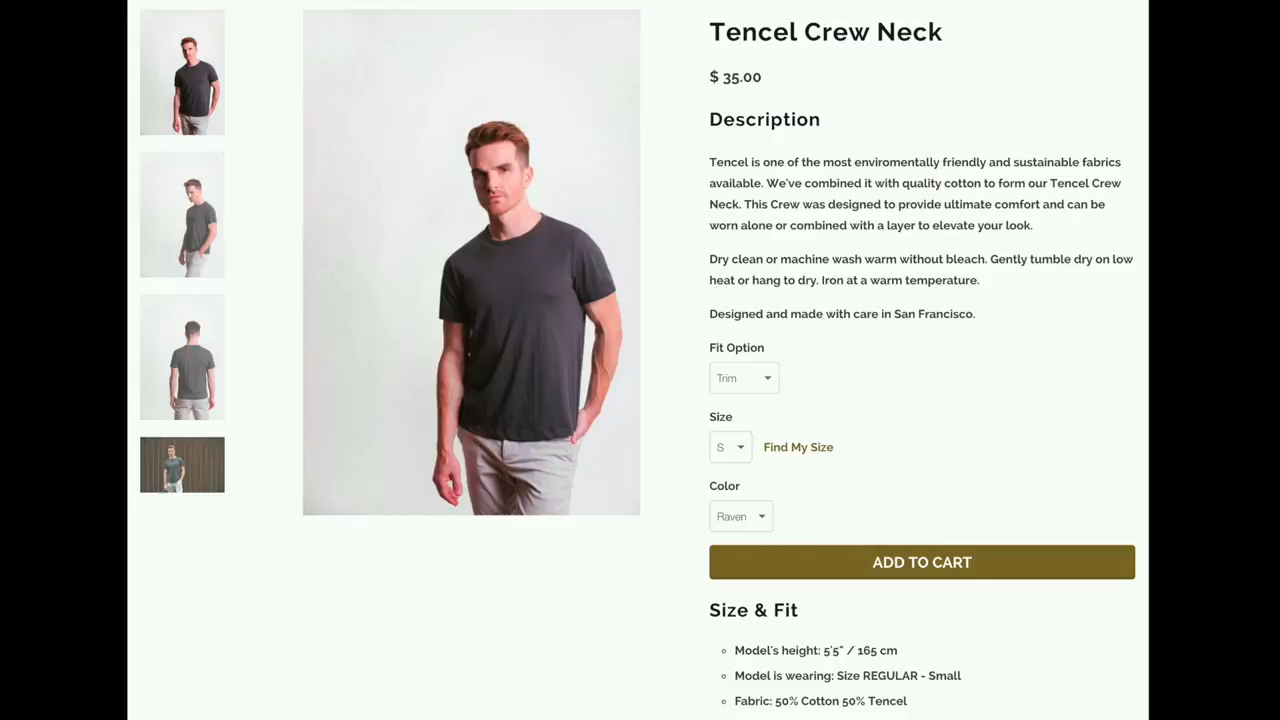 Tencel Crew Neck
$ 35.00
Description
Tencel is one of the most enviromentally friendly and sustainable fabrics
available. We've combined it with quality cotton to form our Tencel Crew
Neck. This Crew was designed to provide ultimate comfort and can be
worn alone or combined with a layer to elevate your look.
Dry clean or machine wash warm without bleach. Gently tumble dry on low
heat or hang to dry. Iron at a warm temperature.
Designed and made with care in San Francisco.
Fit Option
Trim
Size
S
Find My Size
Color
Raven
ADD TO CART
Size & Fit
Model's height: 5'5" / 165 cm
Model is wearing: Size REGULAR - Small
Fabric: 50% Cotton 50% Tencel